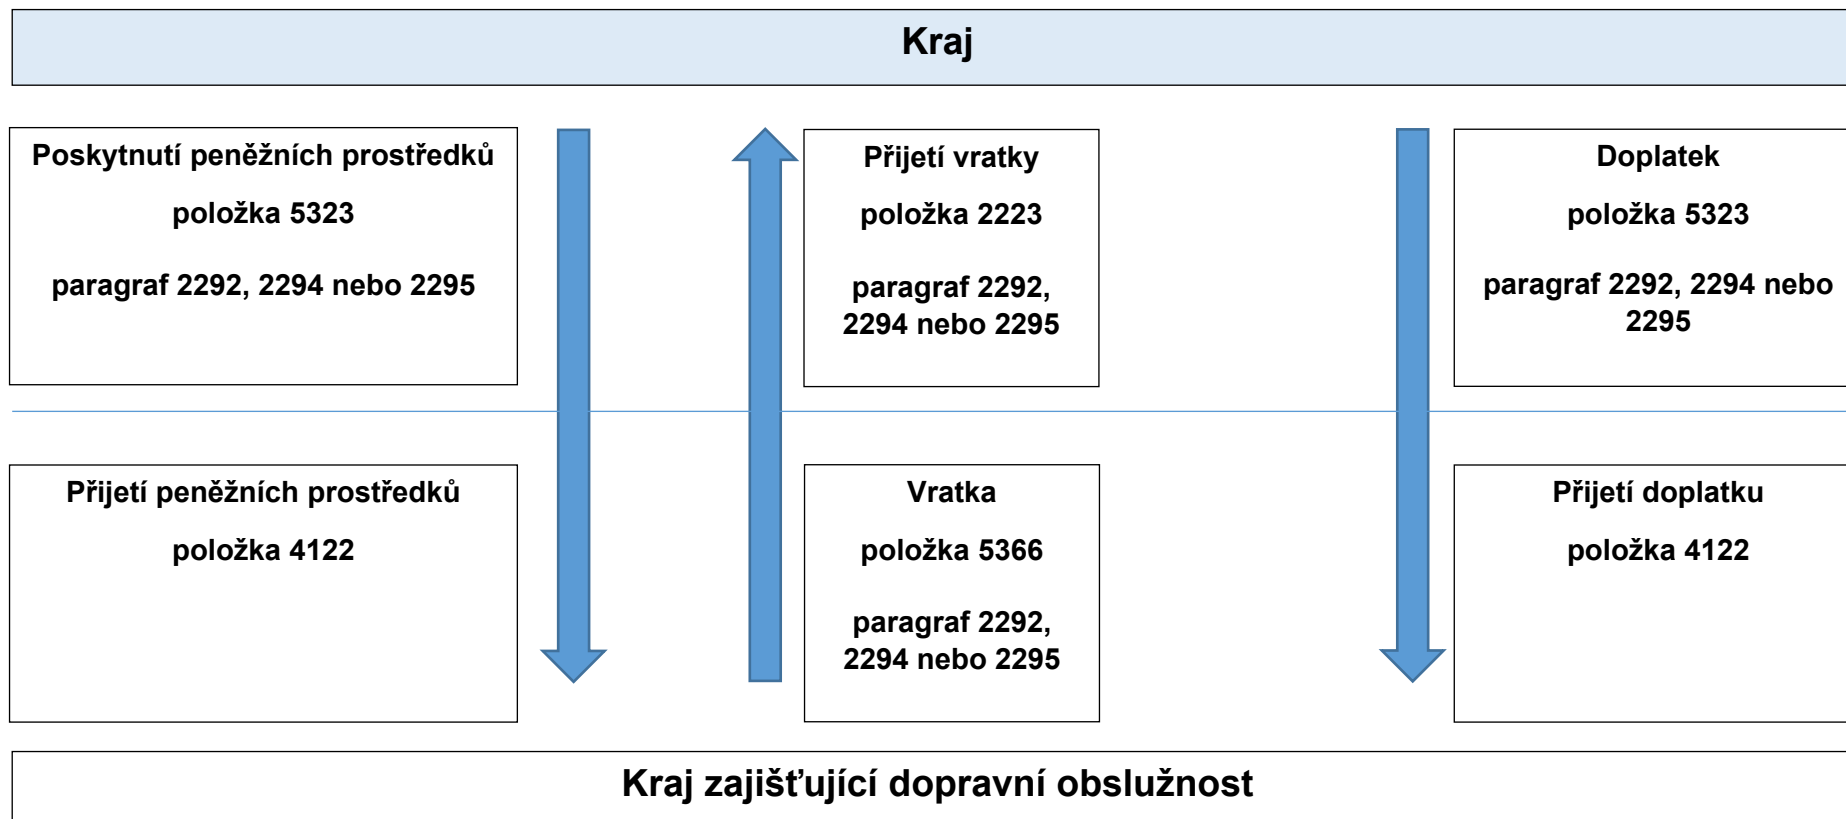 Kraj
Poskytnutí peněžních prostředků
položka 5323
paragraf 2292, 2294 nebo 2295
Přijetí vratky
položka 2223
paragraf 2292,
2294 nebo 2295
Doplatek
položka 5323
paragraf 2292, 2294 nebo
2295
Přijetí peněžních prostředků
položka 4122
Vratka
položka 5366
paragraf 2292,
2294 nebo 2295
Přijetí doplatku
položka 4122
Kraj zajišťující dopravní obslužnost